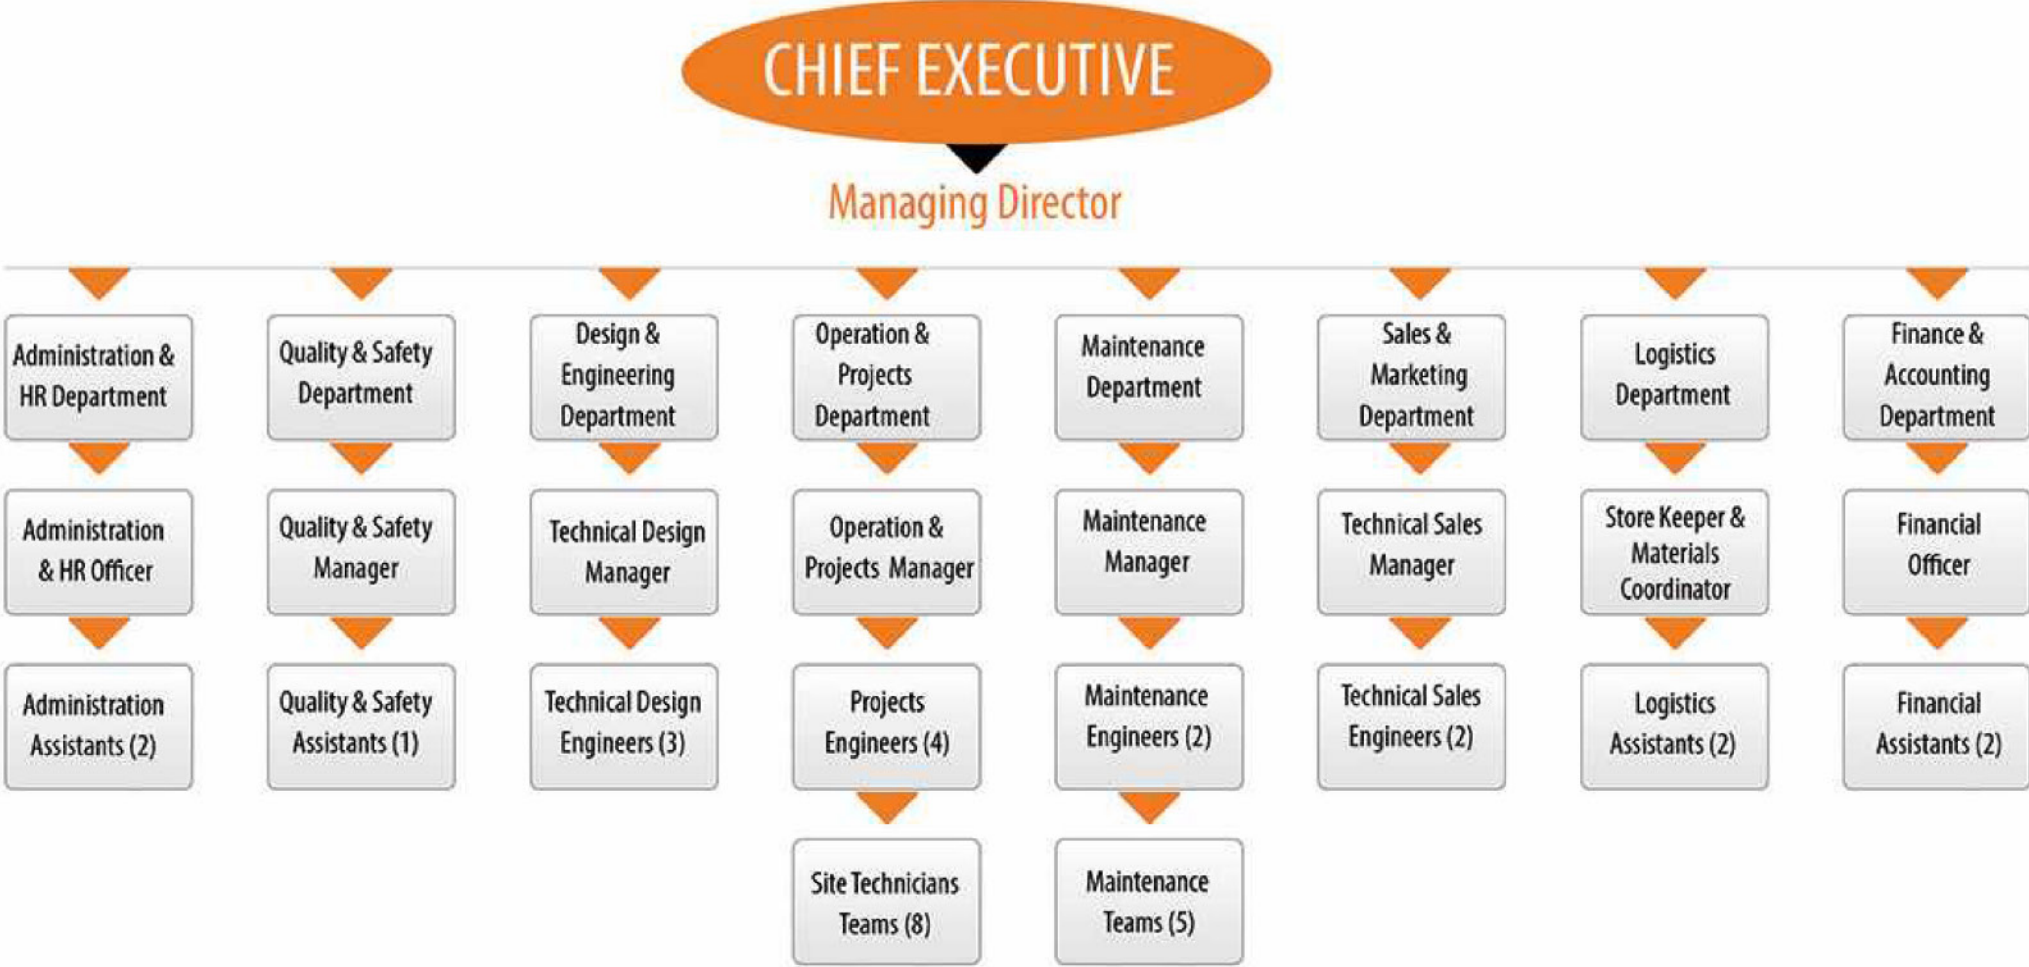 CHIEF EXECUTIVE
Managing Director
Administration &
HR Department
Quality & Safety
Department
Design &
Engineering
Department
Operation &
Projects
Department
Maintenance
Department
Sales &
Marketing
Department
Logistics
Department
Finance &
Accounting
Department
Administration
& HR Officer
Quality & Safety
Manager
Technical Design
Manager
Operation &
Projects Manager
Maintenance
Manager
Technical Sales
Manager
Store Keeper &
Materials
Coordinator
Financial
Officer
Administration
Assistants (2)
Quality & Safety
Assistants (1)
Technical Design
Engineers (3)
Projects
Engineers (4)
Maintenance
Engineers (2)
Technical Sales
Engineers (2)
Logistics
Assistants (2)
Financial
Assistants (2)
Site Technicians
Teams (8)
Maintenance
Teams (5)